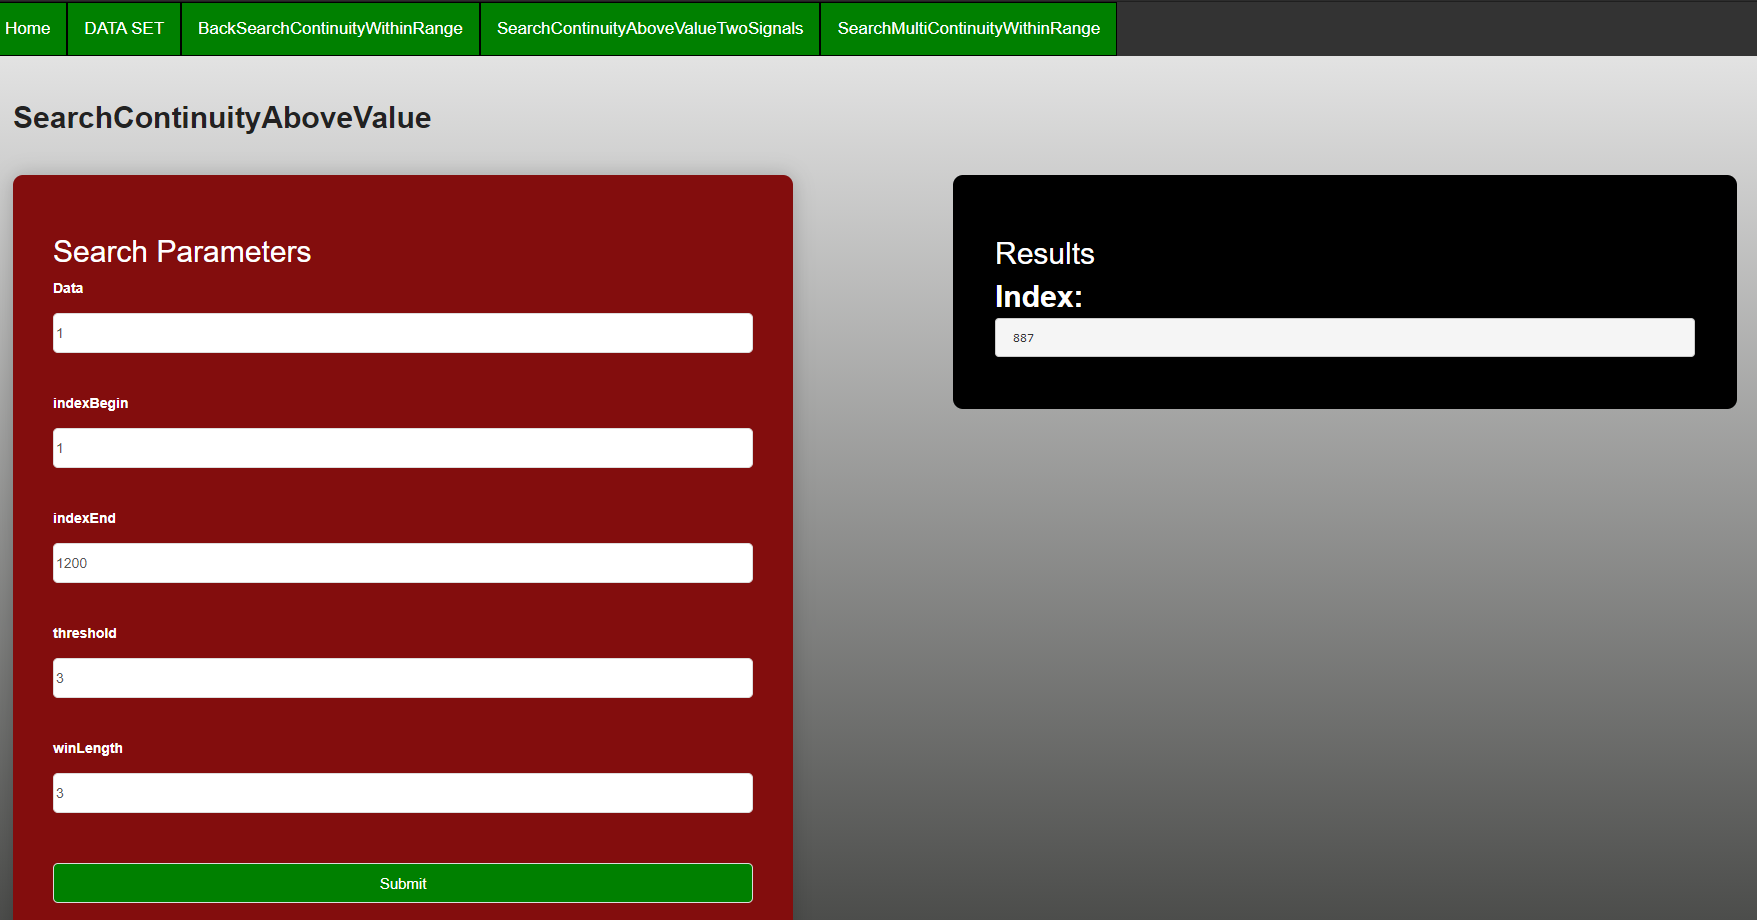 Home DATA SET BackSearchContinuityWithinRange SearchContinuityAboveValueTwoSignals SearchMultiContinuityWithinRange
SearchContinuityAboveValue
Search Parameters
Data
1
indexBegin
1
indexEnd
1200
threshold
3
winLength
3
Submit
Results
Index:
887